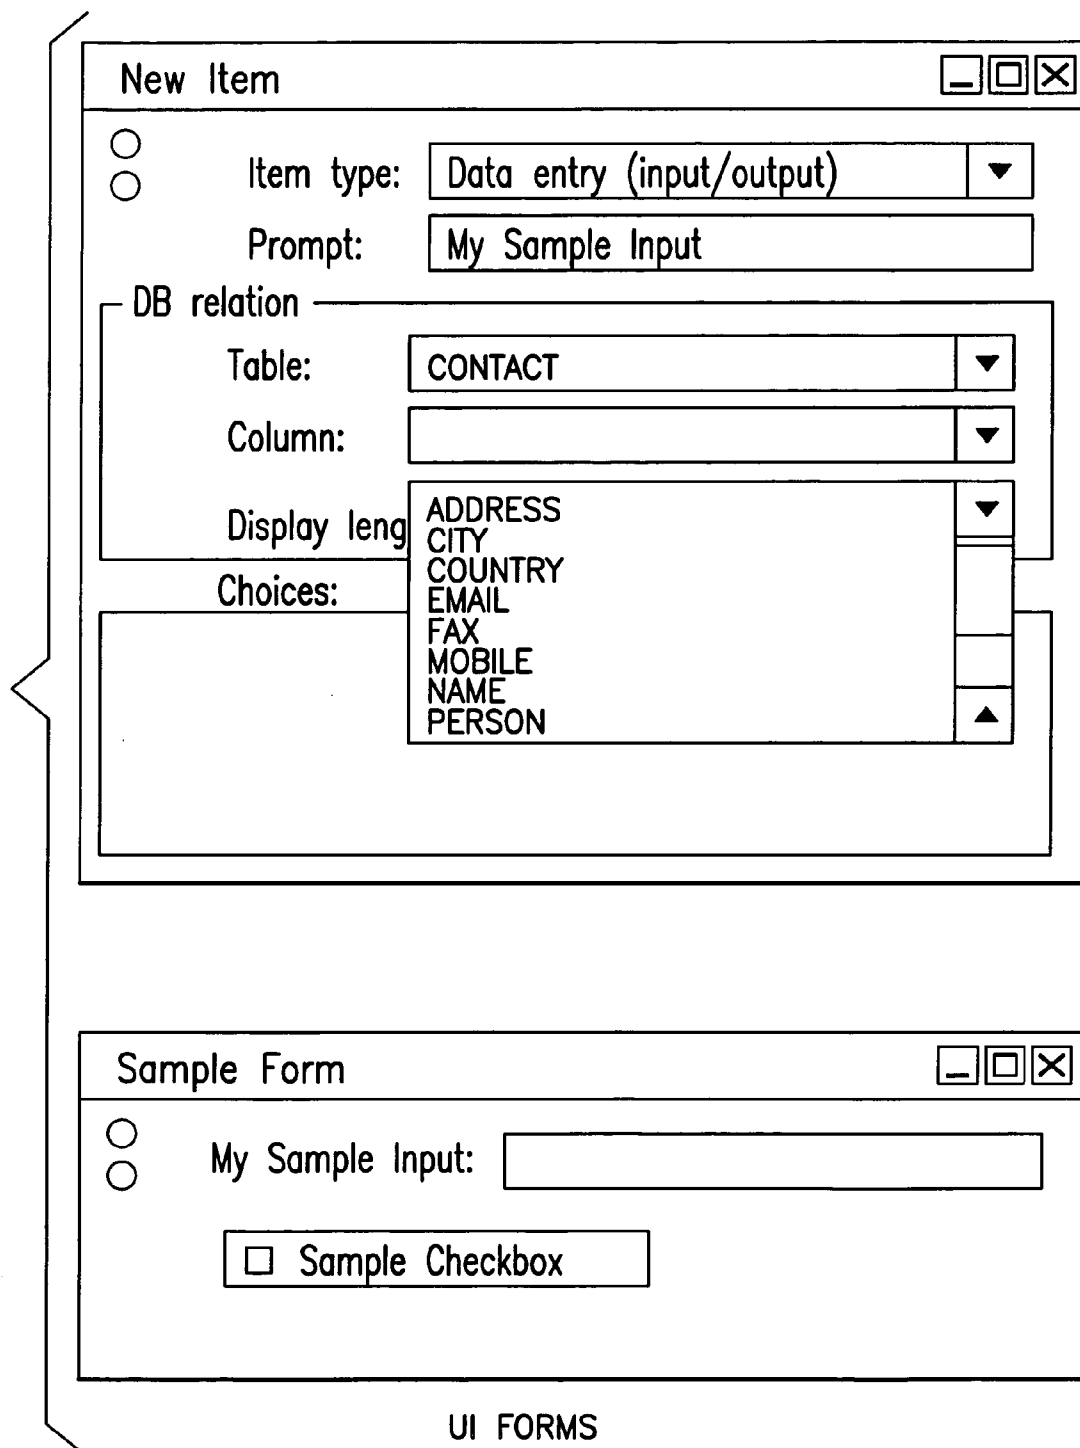 New Item
Item type: Data entry (input/output)
Prompt: My Sample Input
DB relation
Table: CONTACT
Column:
Display leng
ADDRESS
CITY
COUNTRY
EMAIL
FAX
MOBILE
NAME
PERSON
Choices:
Sample Form
My Sample Input:
Sample Checkbox
UI FORMS